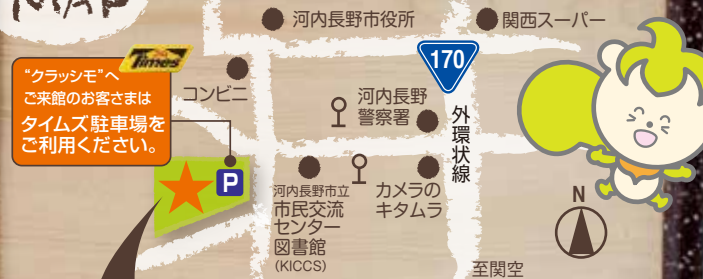 MAP
河内長野市役所
関西スーパー
Times
170
“クラッシモ”へ
ご来館のお客さまは
タイムズ駐車場を
ご利用ください。
コンビニ
河内長野
警察署
外環状線
P
河内長野市立
市民交流
センター
図書館
(KICCS)
カメラの
キタムラ
N
至関空